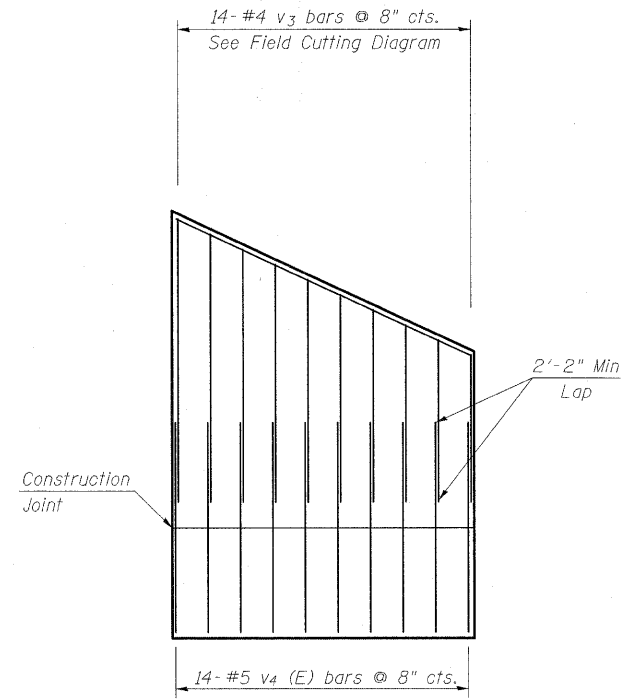 14-#4 v3 bars @ 8" cts.
See Field Cutting Diagram
2'-2" Min
Lap
Construction
Joint
14-#5 v4 (E) bars @ 8" cts.